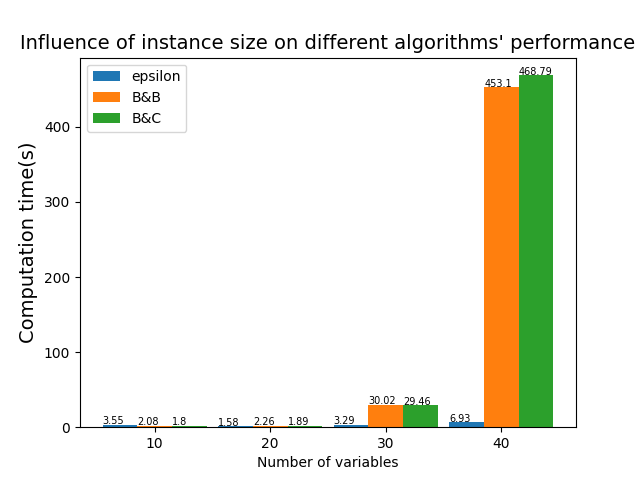 Influence of instance size on different algorithms' performance
epsilon
B&B
B&C
Computation time(s)
400
300
200
100
0
3.55 2.08 1.8 1.58 2.26 1.89 3.29 30.02 29.46 6.93 453.1 468.79
10 20 30 40
Number of variables